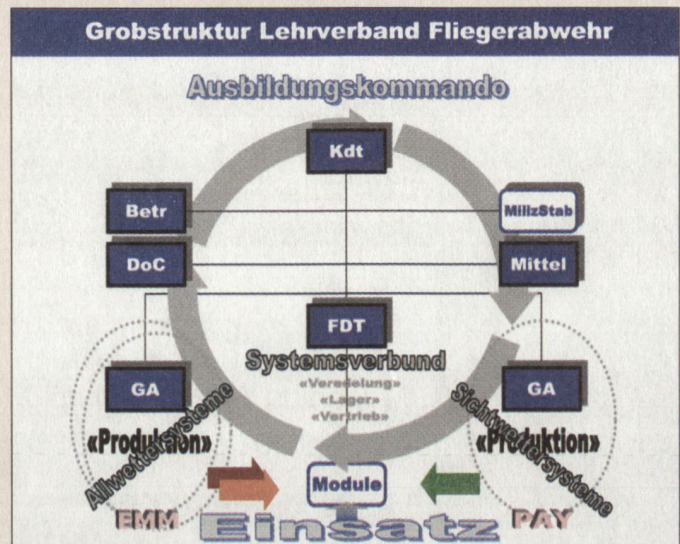 Grobstruktur Lehrverband Fliegerabwehr
Ausbildungskommando
Kdt
Betr
MilizStab
DoC
Mittel
FDT
Systemsverbund
«Veredelung»
«Lager»
«Vertrieb»
GA
GA
«Produktion»
Allwettersysteme
«Produktion»
Sichtwettersysteme
Module
EMM
Einsatz
PAY